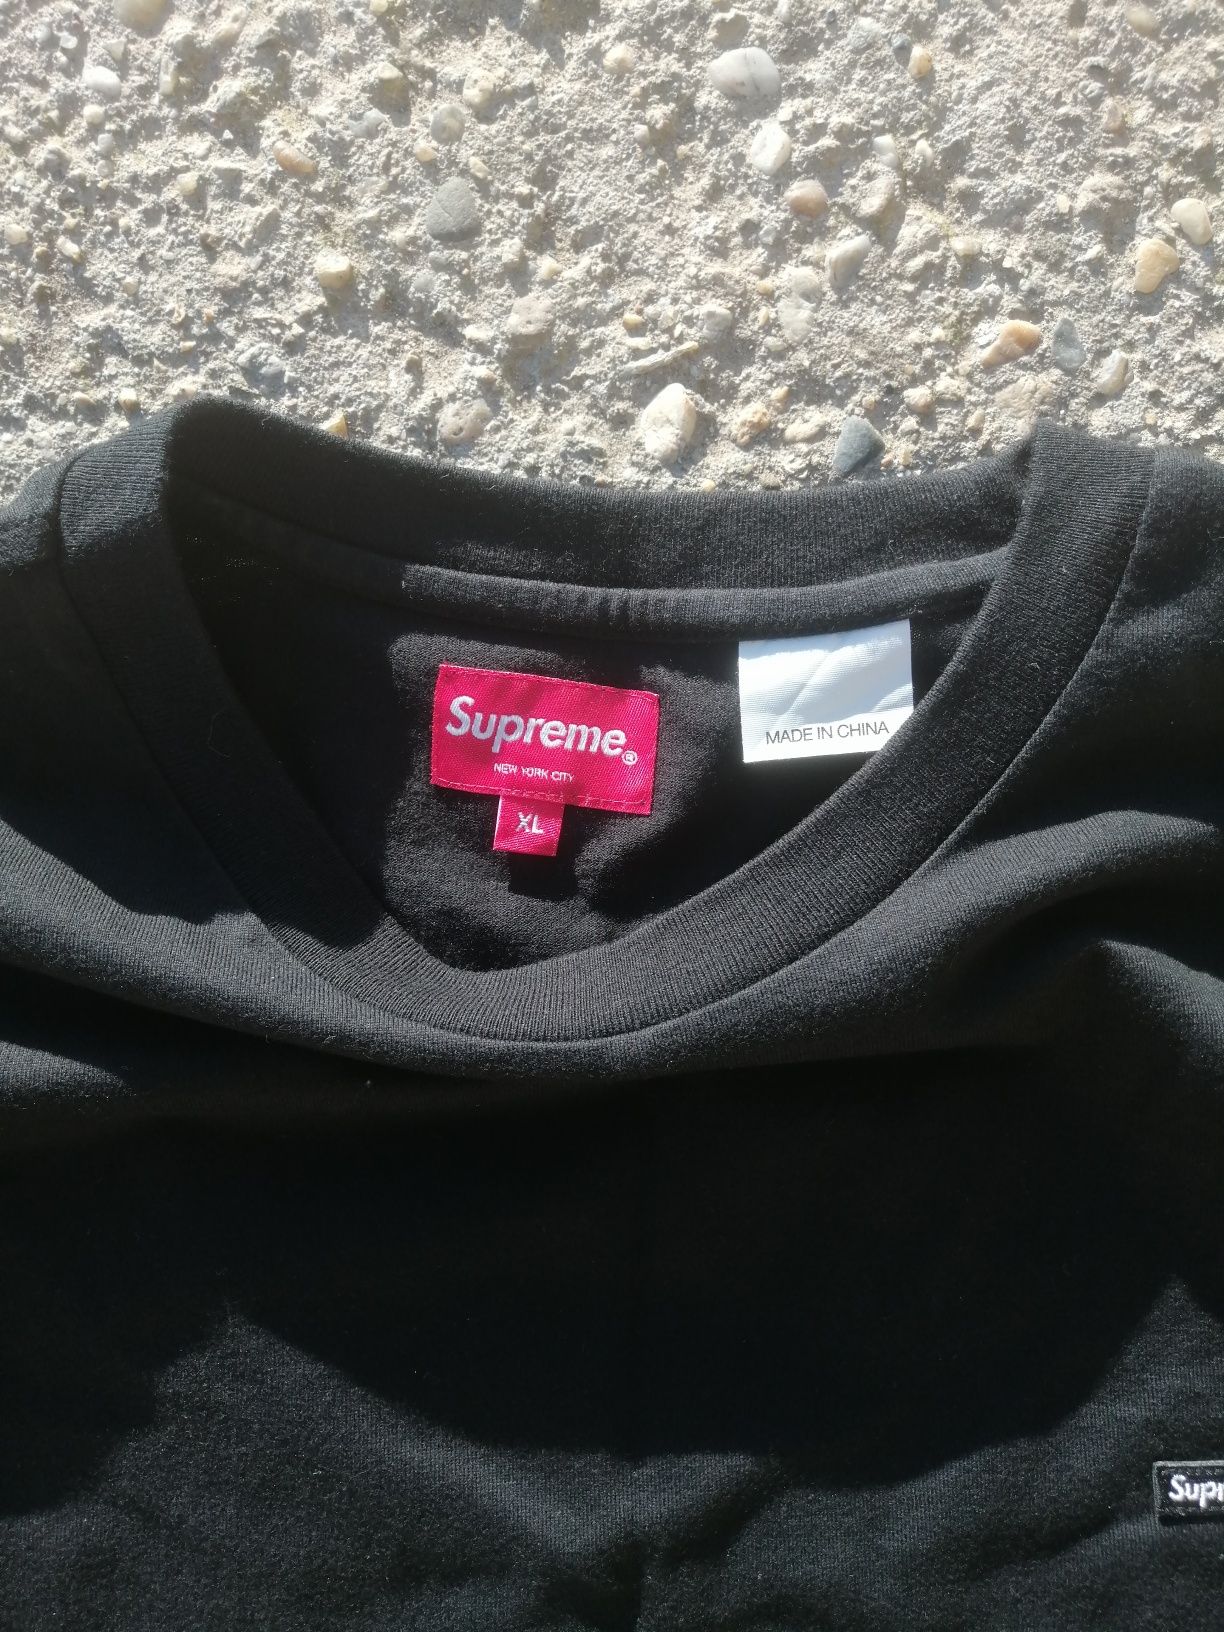 Supreme®
NEW YORK CITY
XL
MADE IN CHINA